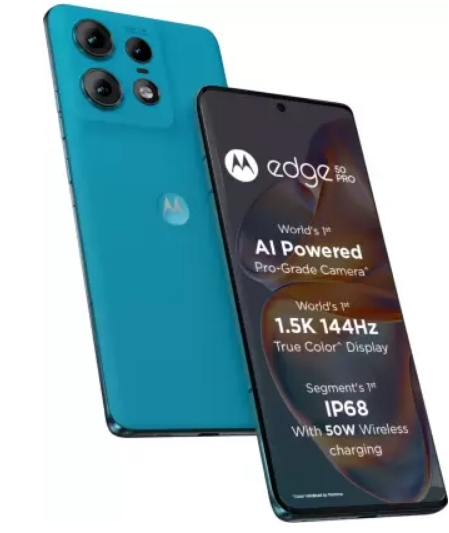 edge 50 PRO
World's 1st
AI Powered
Pro-Grade Camera^
World's 1st
1.5K 144Hz
True Color^ Display
Segment's 1st
IP68
With 50W Wireless
charging